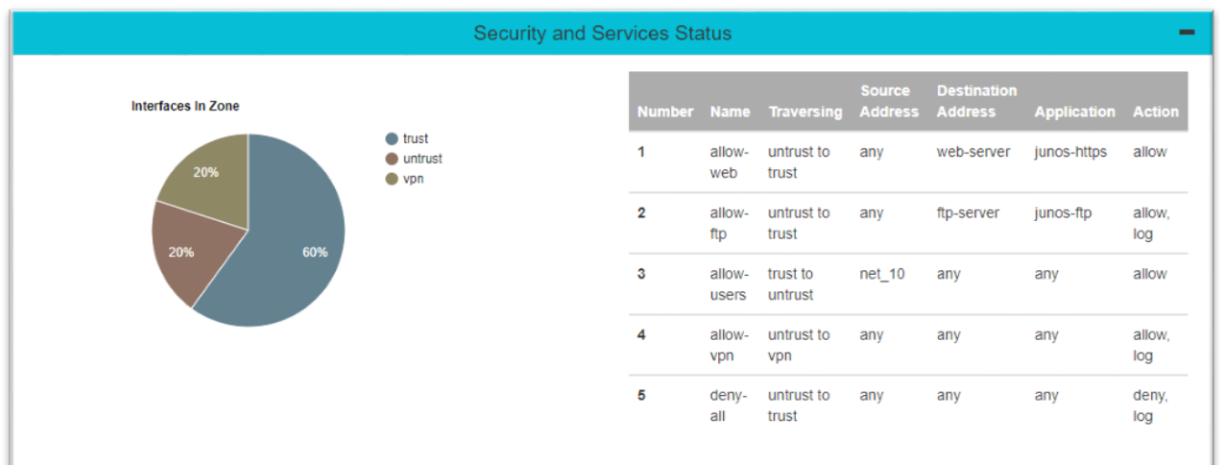 Security and Services Status
Interfaces In Zone
trust
untrust
vpn
20%
20%
60%
Number Name Traversing Source Address Destination Address Application Action
1 allow-web untrust to trust any web-server junos-https allow
2 allow-ftp untrust to trust any ftp-server junos-ftp allow, log
3 allow-users trust to untrust net_10 any any allow
4 allow-vpn untrust to vpn any any any allow, log
5 deny-all untrust to trust any any any deny, log